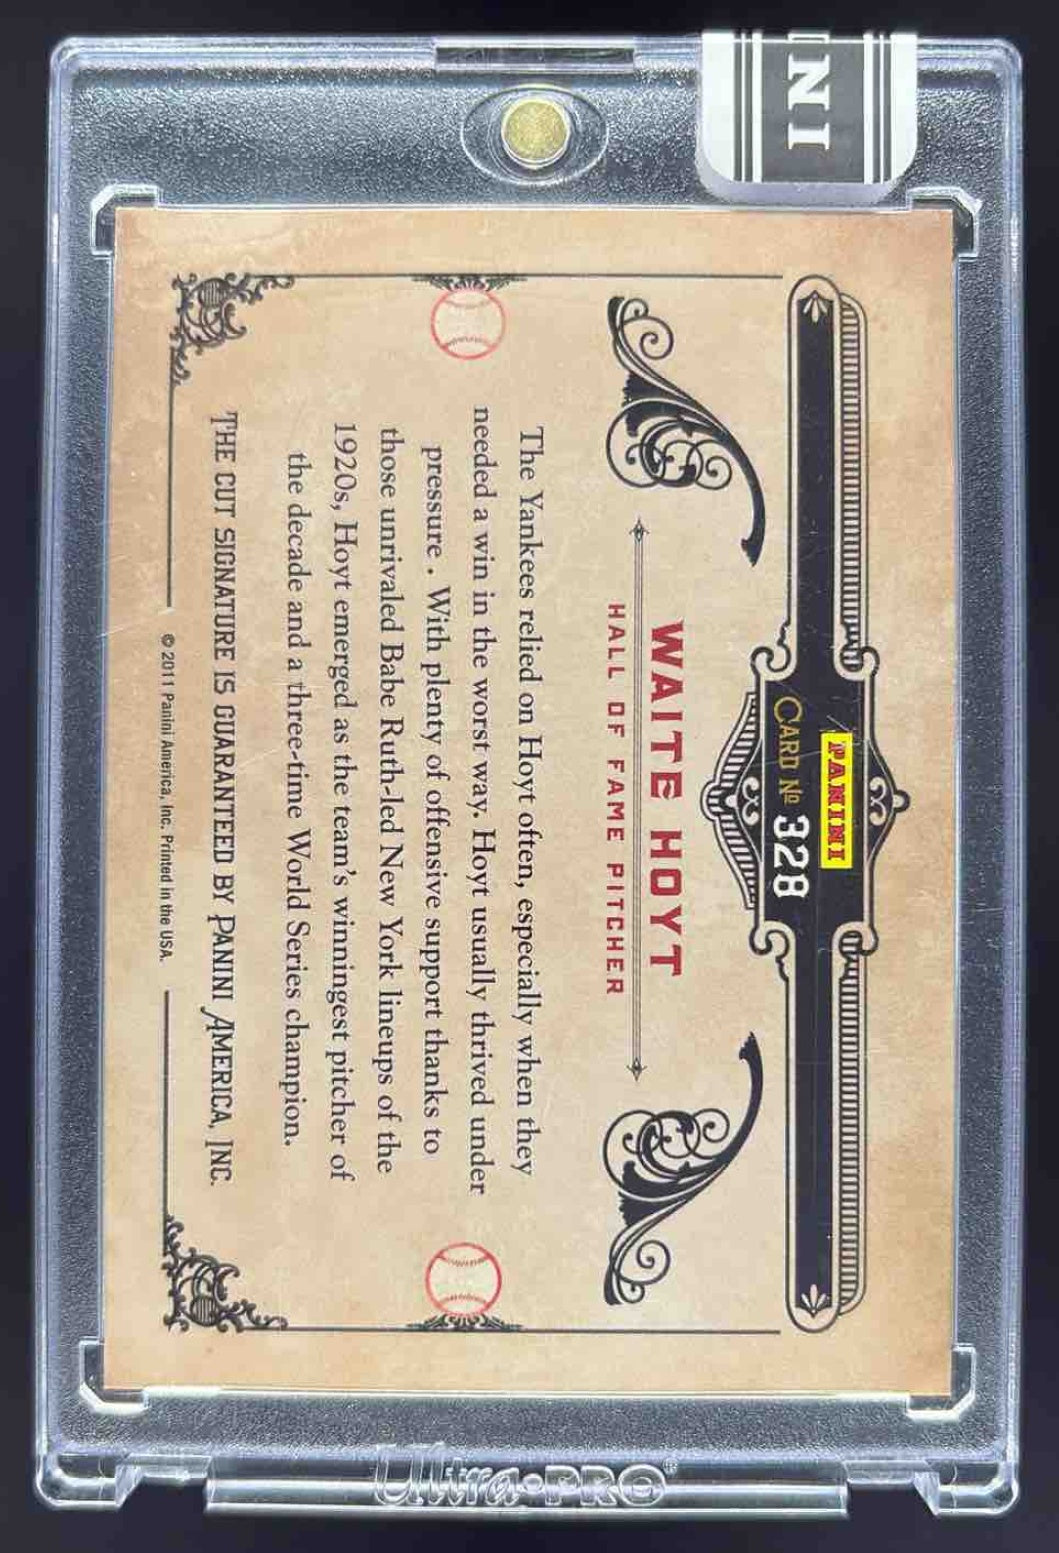 NINI
PANINI
CARD Nº 328
WAITE HOYT
HALL OF FAME PITCHER
The Yankees relied on Hoyt often, especially when they
needed a win in the worst way. Hoyt usually thrived under
pressure . With plenty of offensive support thanks to
those unrivaled Babe Ruth-led New York lineups of the
1920s, Hoyt emerged as the team's winningest pitcher of
the decade and a three-time World Series champion.
THE CUT SIGNATURE IS GUARANTEED BY PANINI AMERICA, INC.
© 2011 Panini America, Inc. Printed in the USA.
Ultra•PRO®